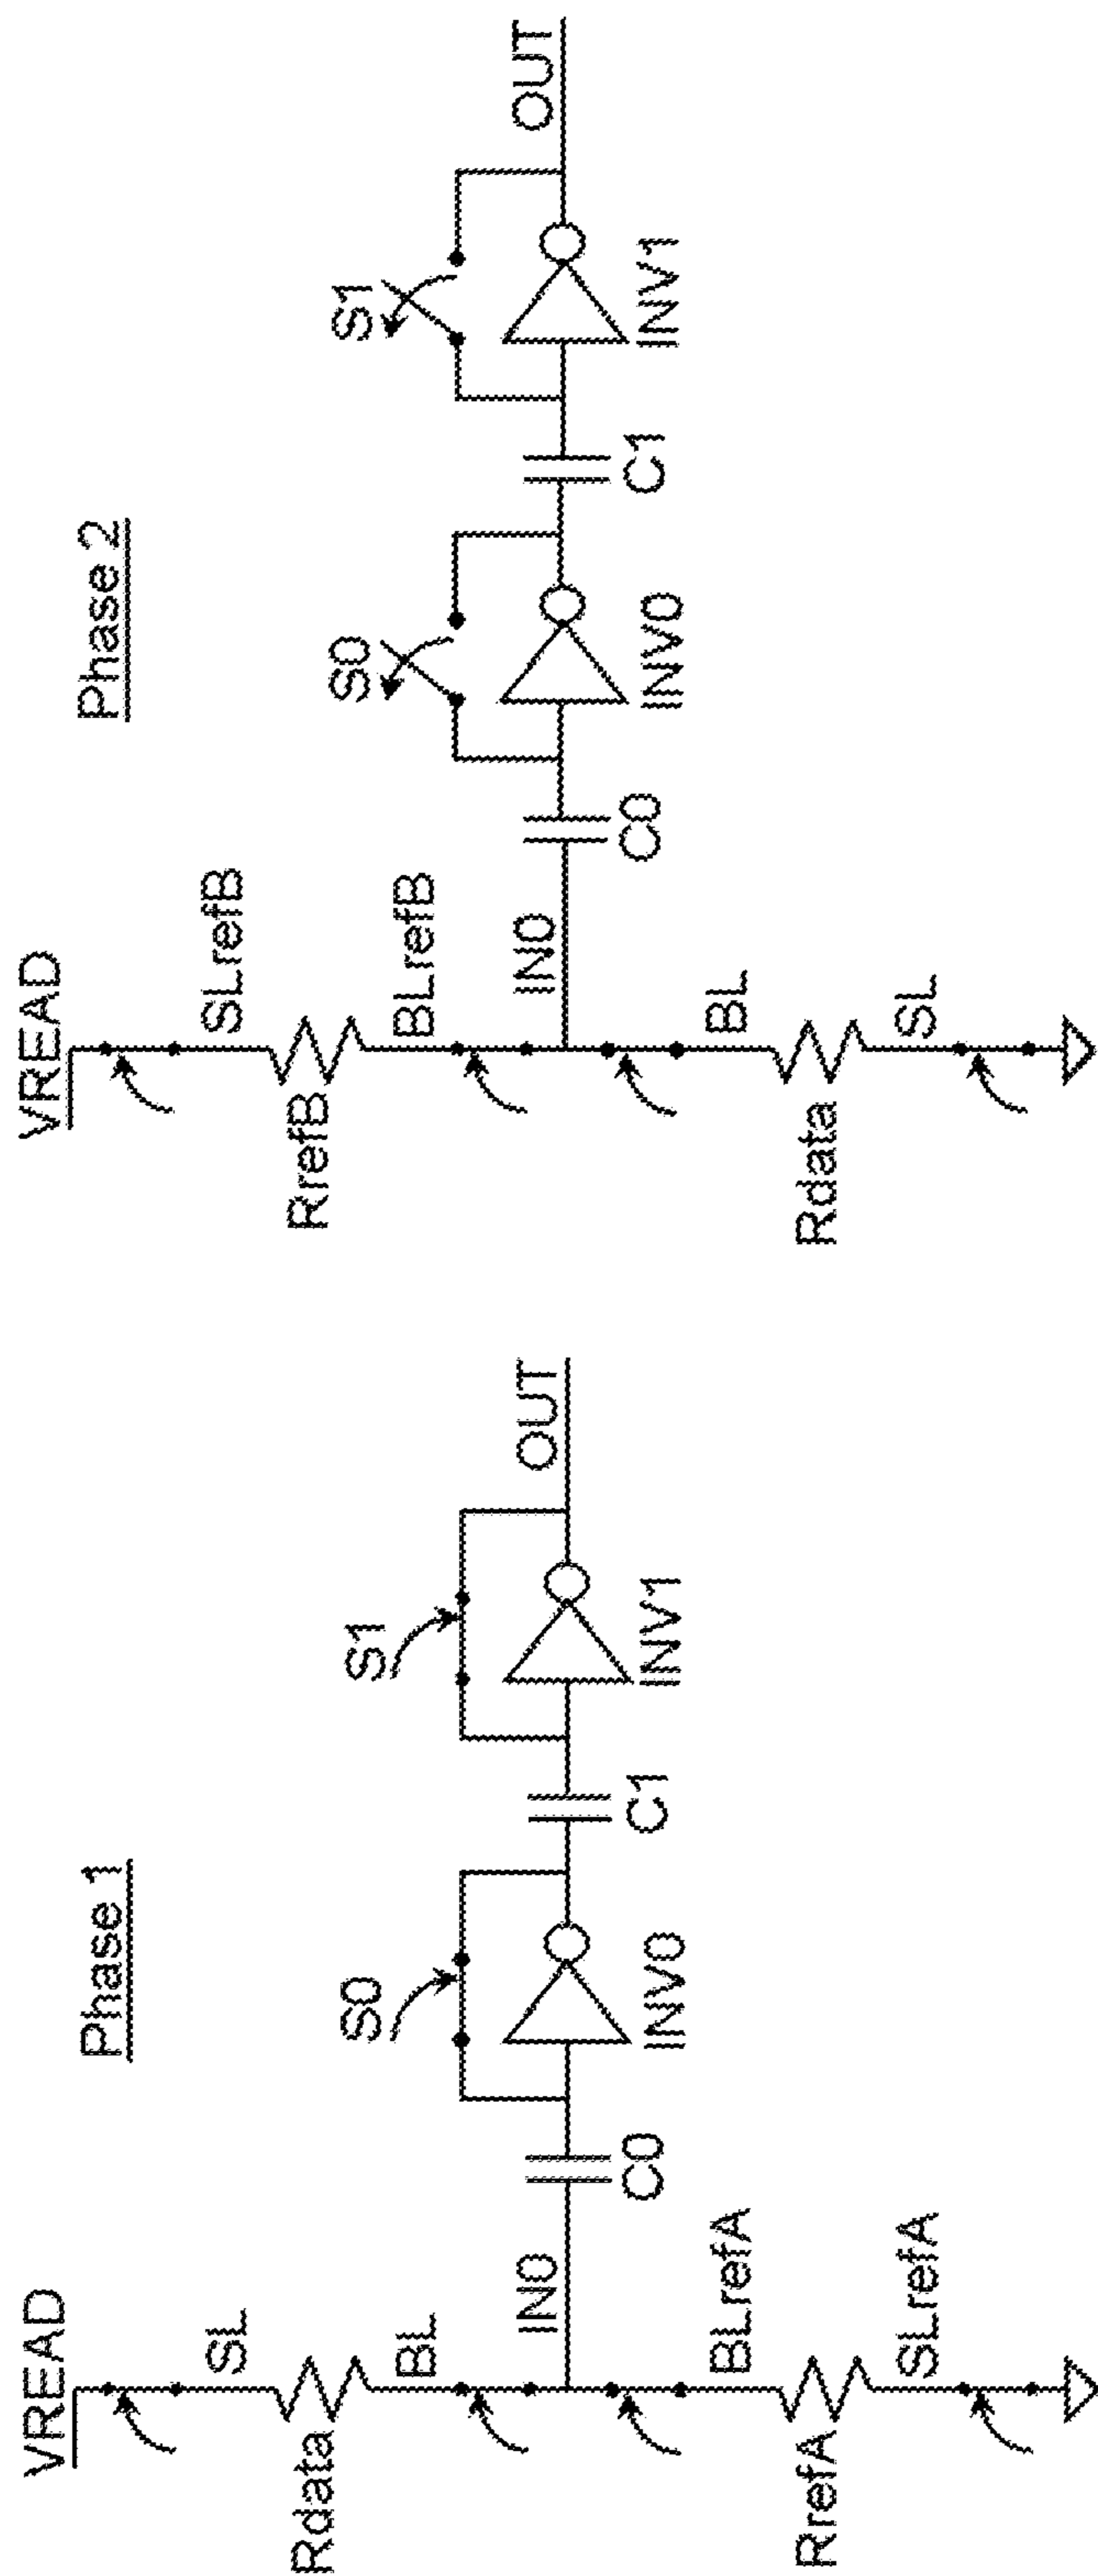 Phase 1
VREAD
SL
Rdata
BL
IN0
BLrefA
RrefA
SLrefA
C0
S0
INV0
C1
S1
INV1
OUT
Phase 2
VREAD
SLrefB
RrefB
BLrefB
IN0
BL
Rdata
SL
C0
S0
INV0
C1
S1
INV1
OUT